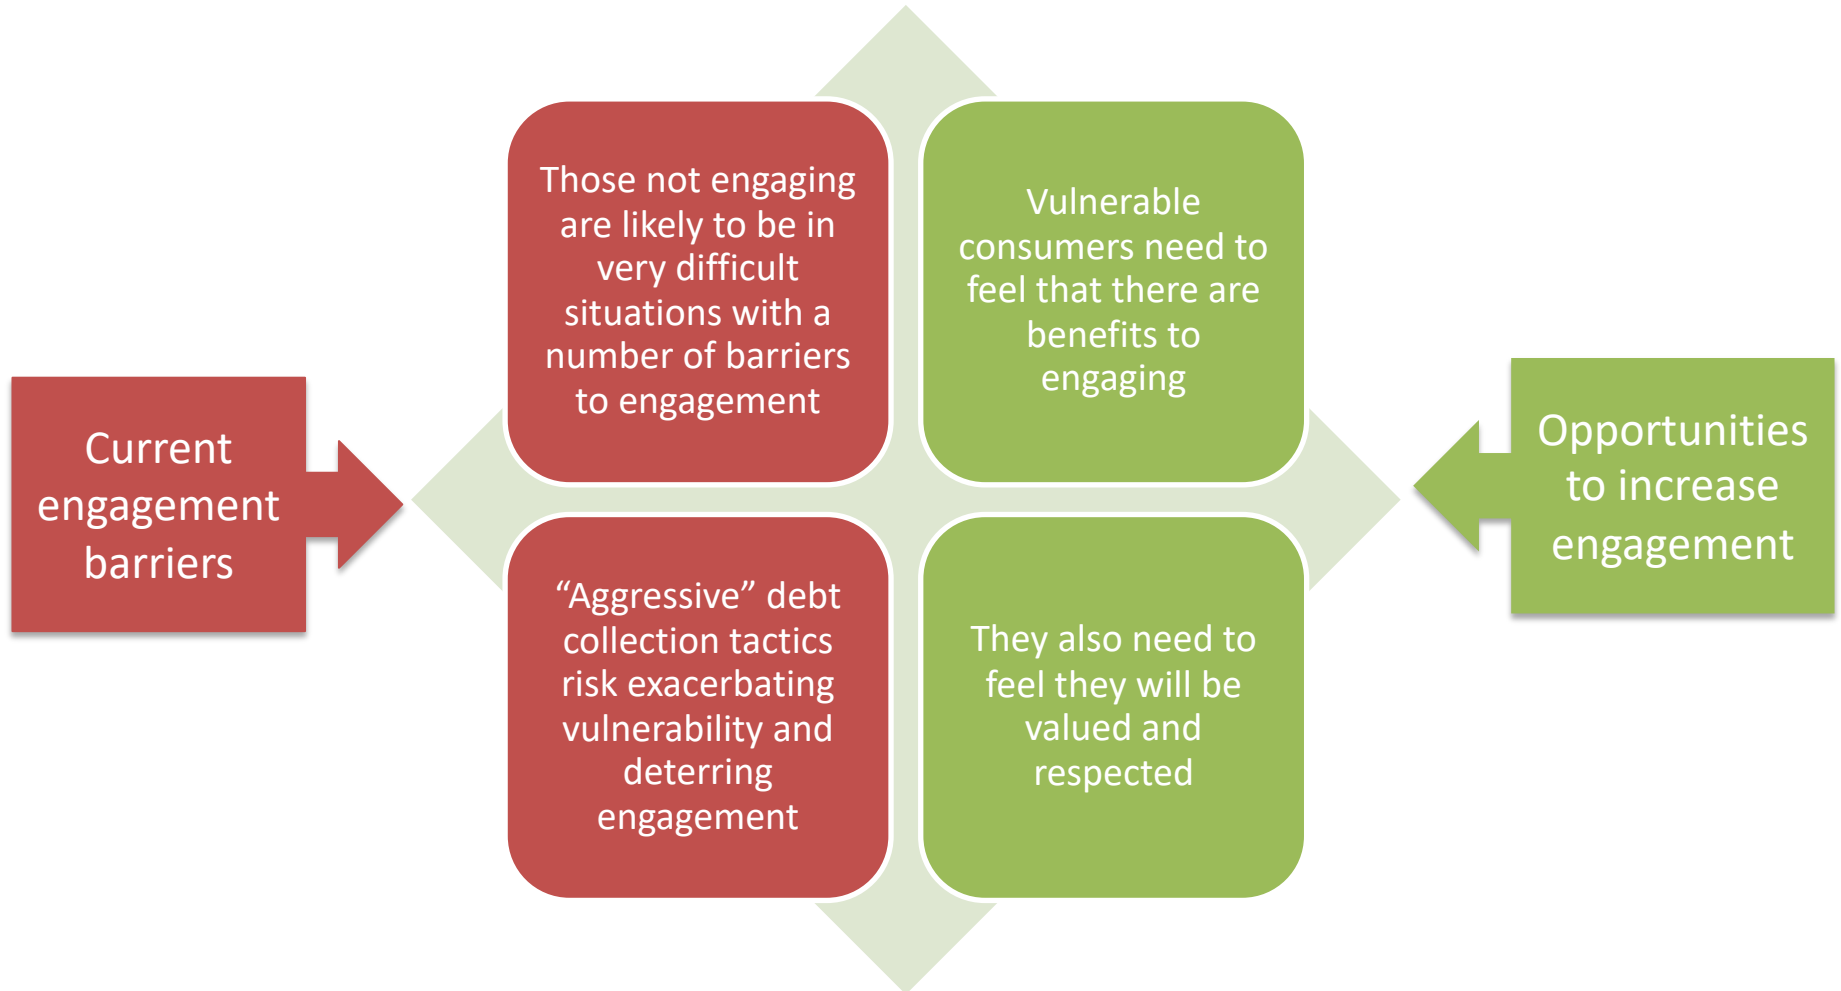 Current
engagement
barriers
Those not engaging
are likely to be in
very difficult
situations with a
number of barriers
to engagement
“Aggressive” debt
collection tactics
risk exacerbating
vulnerability and
deterring
engagement
Vulnerable
consumers need to
feel that there are
benefits to
engaging
They also need to
feel they will be
valued and
respected
Opportunities
to increase
engagement